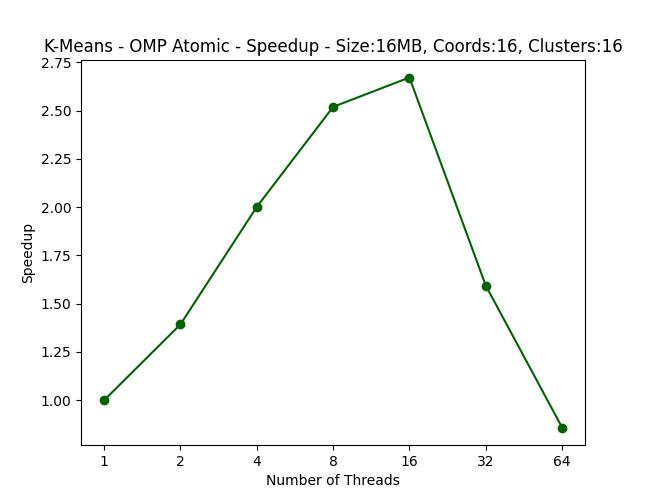 K-Means - OMP Atomic - Speedup - Size:16MB, Coords:16, Clusters:16
2.75
2.50
2.25
2.00
1.75
1.50
1.25
1.00
Speedup
1 2 4 8 16 32 64
Number of Threads